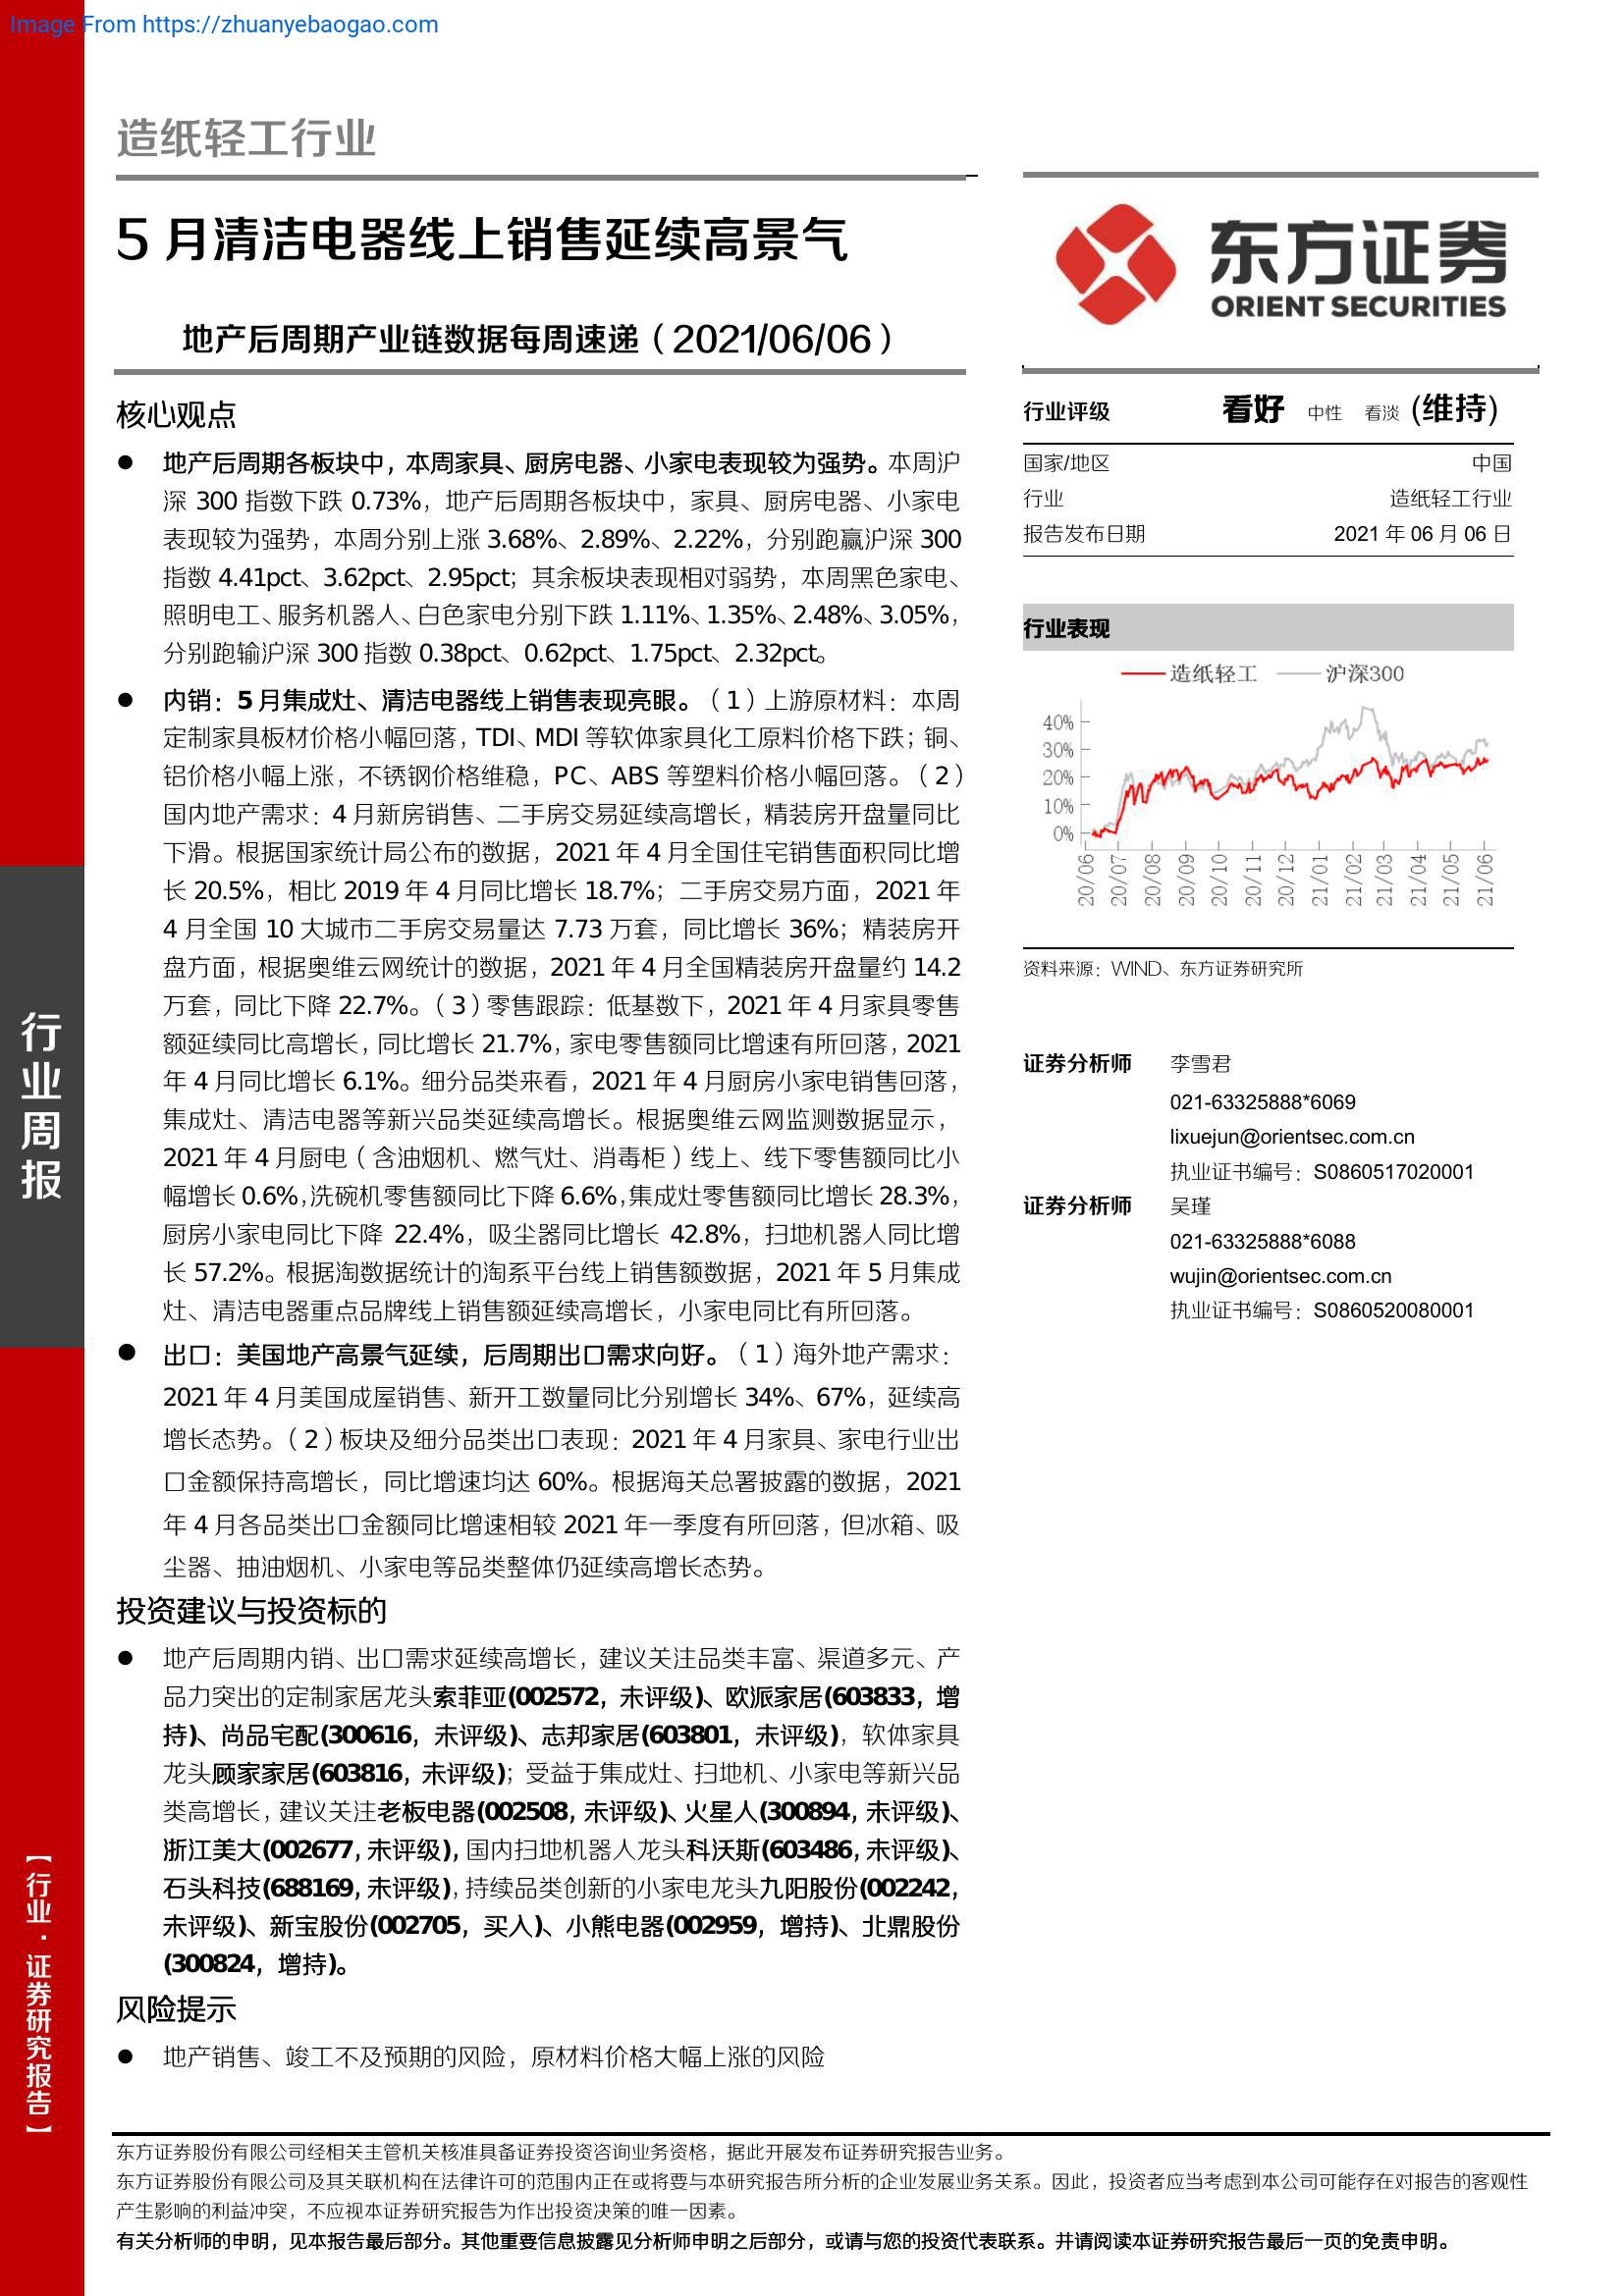 Image From https://zhuanyebaogao.com
造纸轻工行业
5 月清洁电器线上销售延续高景气
地产后周期产业链数据每周速递（2021/06/06）
核心观点
● 地产后周期各板块中，本周家具、厨房电器、小家电表现较为强势。本周沪
深 300 指数下跌 0.73%，地产后周期各板块中，家具、厨房电器、小家电
表现较为强势，本周分别上涨 3.68%、2.89%、2.22%，分别跑赢沪深 300
指数 4.41pct、3.62pct、2.95pct；其余板块表现相对弱势，本周黑色家电、
照明电工、服务机器人、白色家电分别下跌 1.11%、1.35%、2.48%、3.05%，
分别跑输沪深 300 指数 0.38pct、0.62pct、1.75pct、2.32pct。
● 内销：5 月集成灶、清洁电器线上销售表现亮眼。（1）上游原材料：本周
定制家具板材价格小幅回落，TDI、MDI 等软体家具化工原料价格下跌；铜、
铝价格小幅上涨，不锈钢价格维稳，PC、ABS 等塑料价格小幅回落。（2）
国内地产需求：4 月新房销售、二手房交易延续高增长，精装房开盘量同比
下滑。根据国家统计局公布的数据，2021 年 4 月全国住宅销售面积同比增
长 20.5%，相比 2019 年 4 月同比增长 18.7%；二手房交易方面，2021 年
4 月全国 10 大城市二手房交易量达 7.73 万套，同比增长 36%；精装房开
盘方面，根据奥维云网统计的数据，2021 年 4 月全国精装房开盘量约 14.2
万套，同比下降 22.7%。（3）零售跟踪：低基数下，2021 年 4 月家具零售
额延续同比高增长，同比增长 21.7%，家电零售额同比增速有所回落，2021
年 4 月同比增长 6.1%。细分品类来看，2021 年 4 月厨房小家电销售回落，
集成灶、清洁电器等新兴品类延续高增长。根据奥维云网监测数据显示，
2021 年 4 月厨电（含油烟机、燃气灶、消毒柜）线上、线下零售额同比小
幅增长 0.6%，洗碗机零售额同比下降 6.6%，集成灶零售额同比增长 28.3%，
厨房小家电同比下降 22.4%，吸尘器同比增长 42.8%，扫地机器人同比增
长 57.2%。根据淘数据统计的淘系平台线上销售额数据，2021 年 5 月集成
灶、清洁电器重点品牌线上销售额延续高增长，小家电同比有所回落。
● 出口：美国地产高景气延续，后周期出口需求向好。（1）海外地产需求：
2021 年 4 月美国成屋销售、新开工数量同比分别增长 34%、67%，延续高
增长态势。（2）板块及细分品类出口表现：2021 年 4 月家具、家电行业出
口金额保持高增长，同比增速均达 60%。根据海关总署披露的数据，2021
年 4 月各品类出口金额同比增速相较 2021 年一季度有所回落，但冰箱、吸
尘器、抽油烟机、小家电等品类整体仍延续高增长态势。
投资建议与投资标的
● 地产后周期内销、出口需求延续高增长，建议关注品类丰富、渠道多元、产
品力突出的定制家居龙头索菲亚(002572，未评级)、欧派家居(603833，增
持)、尚品宅配(300616，未评级)、志邦家居(603801，未评级)，软体家具
龙头顾家家居(603816，未评级)；受益于集成灶、扫地机、小家电等新兴品
类高增长，建议关注老板电器(002508，未评级)、火星人(300894，未评级)、
浙江美大(002677，未评级)，国内扫地机器人龙头科沃斯(603486，未评级)、
石头科技(688169，未评级)，持续品类创新的小家电龙头九阳股份(002242，
未评级)、新宝股份(002705，买入)、小熊电器(002959，增持)、北鼎股份
(300824，增持)。
风险提示
● 地产销售、竣工不及预期的风险，原材料价格大幅上涨的风险
东方证券
ORIENT SECURITIES
行业评级 看好 中性 看淡 (维持)
国家/地区 中国
行业 造纸轻工行业
报告发布日期 2021 年 06 月 06 日
行业表现
造纸轻工 沪深300
40%
30%
20%
10%
0%
20/06 20/07 20/08 20/09 20/10 20/11 20/12 21/01 21/02 21/03 21/04 21/05 21/06
资料来源：WIND、东方证券研究所
证券分析师 李雪君
021-63325888*6069
lixuejun@orientsec.com.cn
执业证书编号：S0860517020001
证券分析师 吴瑾
021-63325888*6088
wujin@orientsec.com.cn
执业证书编号：S0860520080001
行业周报
【行业·证券研究报告】
东方证券股份有限公司经相关主管机关核准具备证券投资咨询业务资格，据此开展发布证券研究报告业务。
东方证券股份有限公司及其关联机构在法律许可的范围内正在或将要与本研究报告所分析的企业发展业务关系。因此，投资者应当考虑到本公司可能存在对报告的客观性
产生影响的利益冲突，不应视本证券研究报告为作出投资决策的唯一因素。
有关分析师的申明，见本报告最后部分。其他重要信息披露见分析师申明之后部分，或请与您的投资代表联系。并请阅读本证券研究报告最后一页的免责申明。